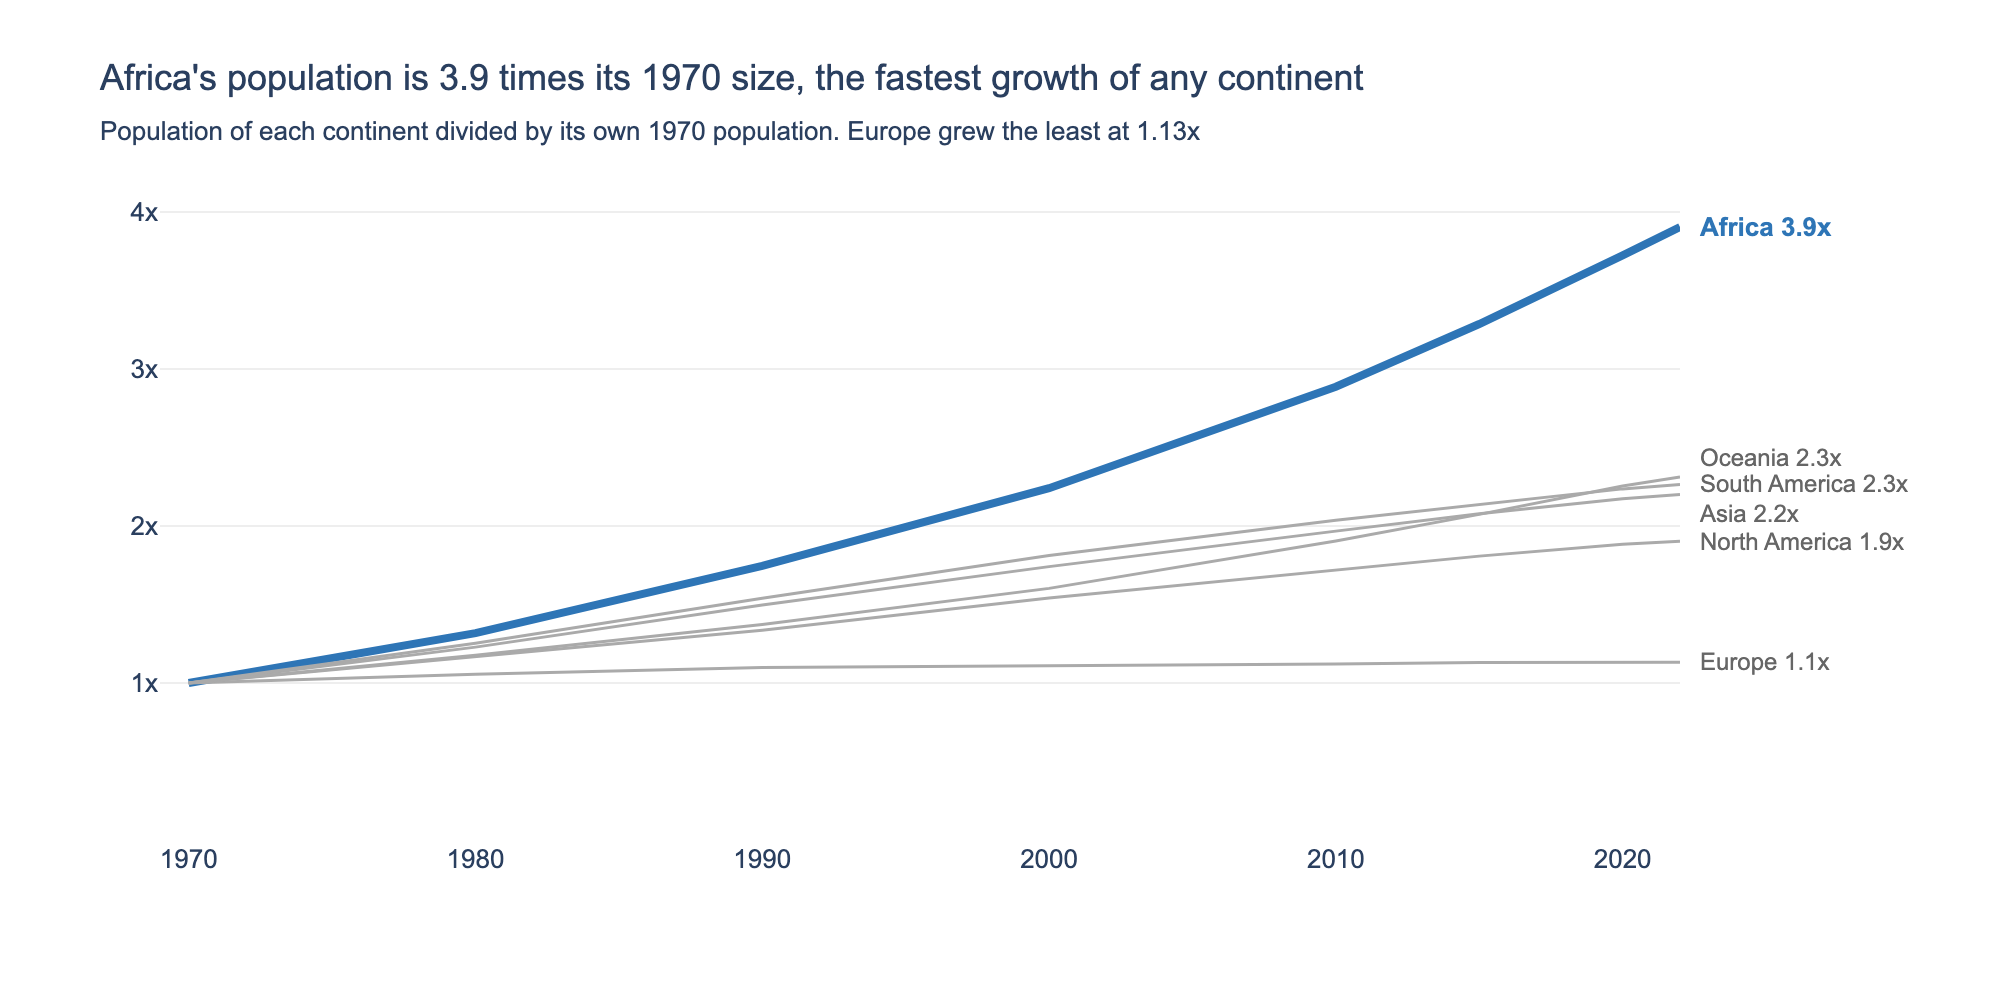 Africa's population is 3.9 times its 1970 size, the fastest growth of any continent
Population of each continent divided by its own 1970 population. Europe grew the least at 1.13x
4x
Africa 3.9x
3x
Oceania 2.3x
South America 2.3x
Asia 2.2x
2x
North America 1.9x
Europe 1.1x
1x
1970 1980 1990 2000 2010 2020